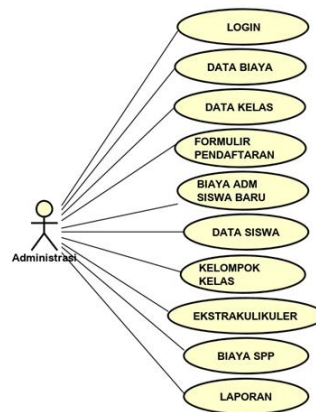 LOGIN
DATA BIAYA
DATA KELAS
FORMULIR
PENDAFTARAN
BIAYA ADM
SISWA BARU
DATA SISWA
KELOMPOK
KELAS
EKSTRAKULIKULER
BIAYA SPP
LAPORAN
Administrasi